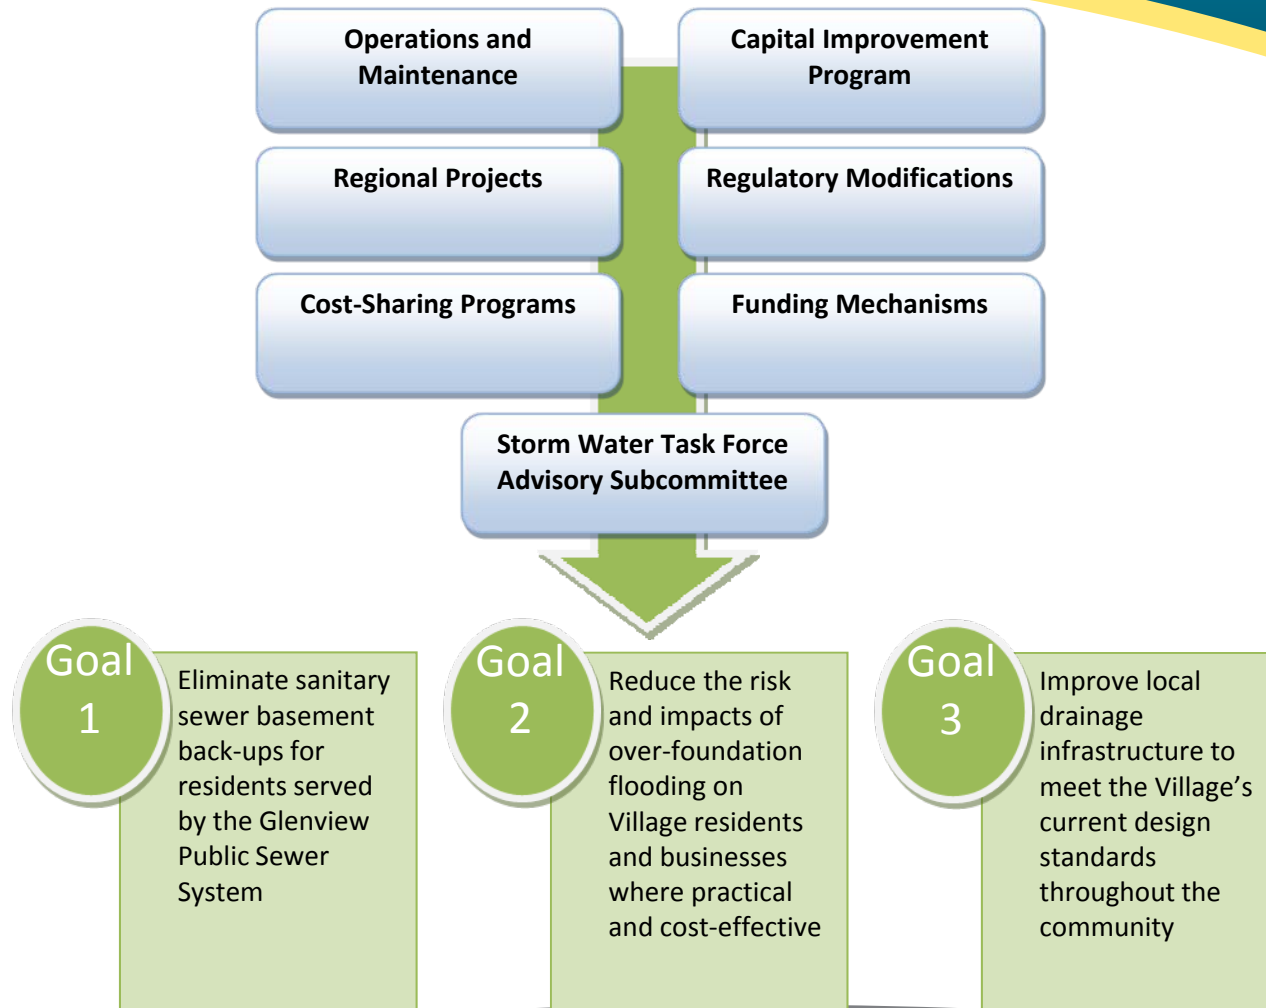 Operations and
Maintenance
Capital Improvement
Program
Regional Projects
Regulatory Modifications
Cost-Sharing Programs
Funding Mechanisms
Storm Water Task Force
Advisory Subcommittee
Goal
1
Eliminate sanitary
sewer basement
back-ups for
residents served
by the Glenview
Public Sewer
System
Goal
2
Reduce the risk
and impacts of
over-foundation
flooding on
Village residents
and businesses
where practical
and cost-effective
Goal
3
Improve local
drainage
infrastructure to
meet the Village’s
current design
standards
throughout the
community